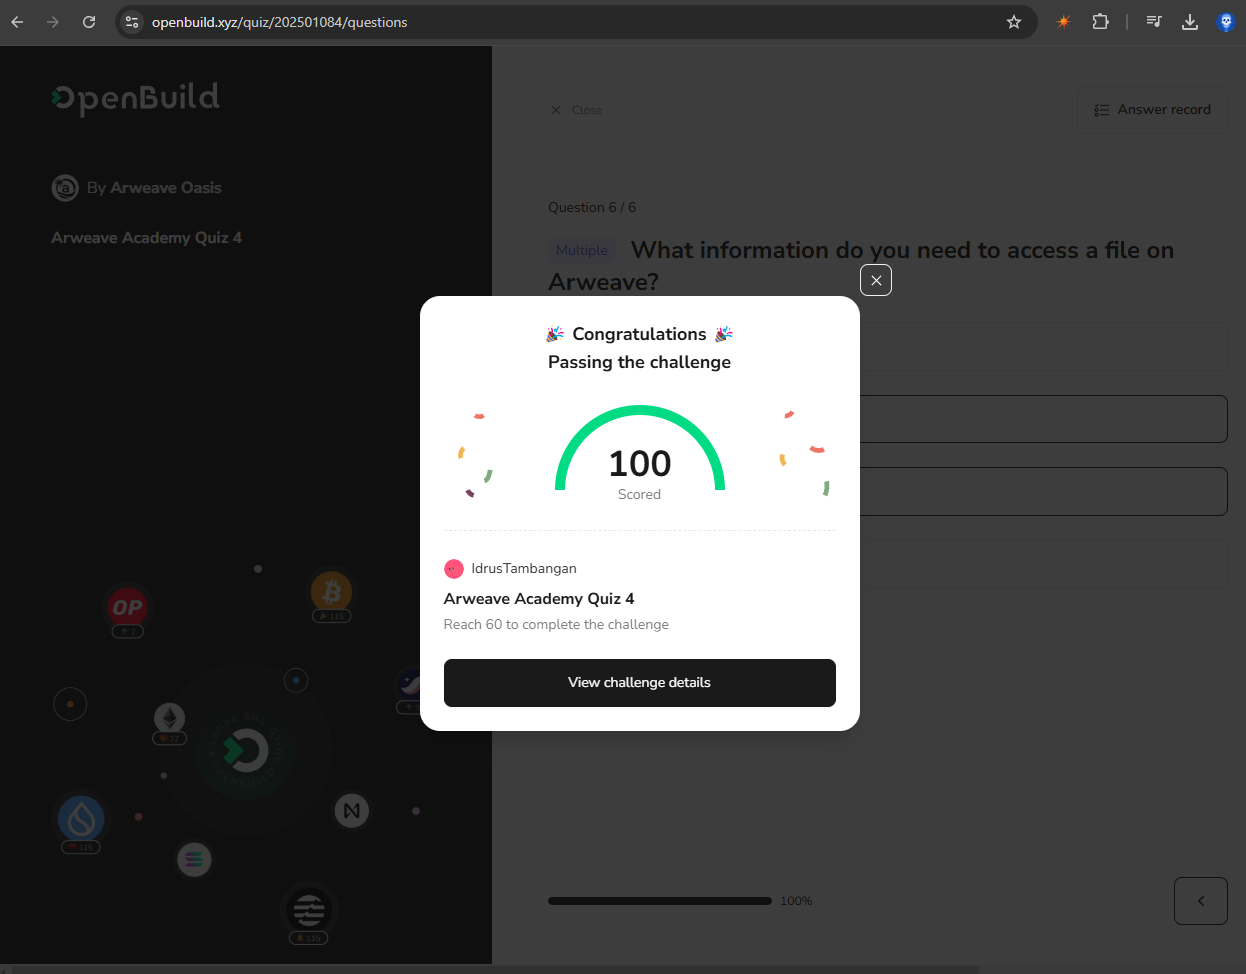 openbuild.xyz/quiz/202501084/questions
OpenBuild
Close
Answer record
By Arweave Oasis
Arweave Academy Quiz 4
Question 6 / 6
Multiple What information do you need to access a file on
Arweave?
Congratulations
Passing the challenge
100
Scored
IdrusTambangan
Arweave Academy Quiz 4
Reach 60 to complete the challenge
View challenge details
OP
2
115
22
115
115
100%